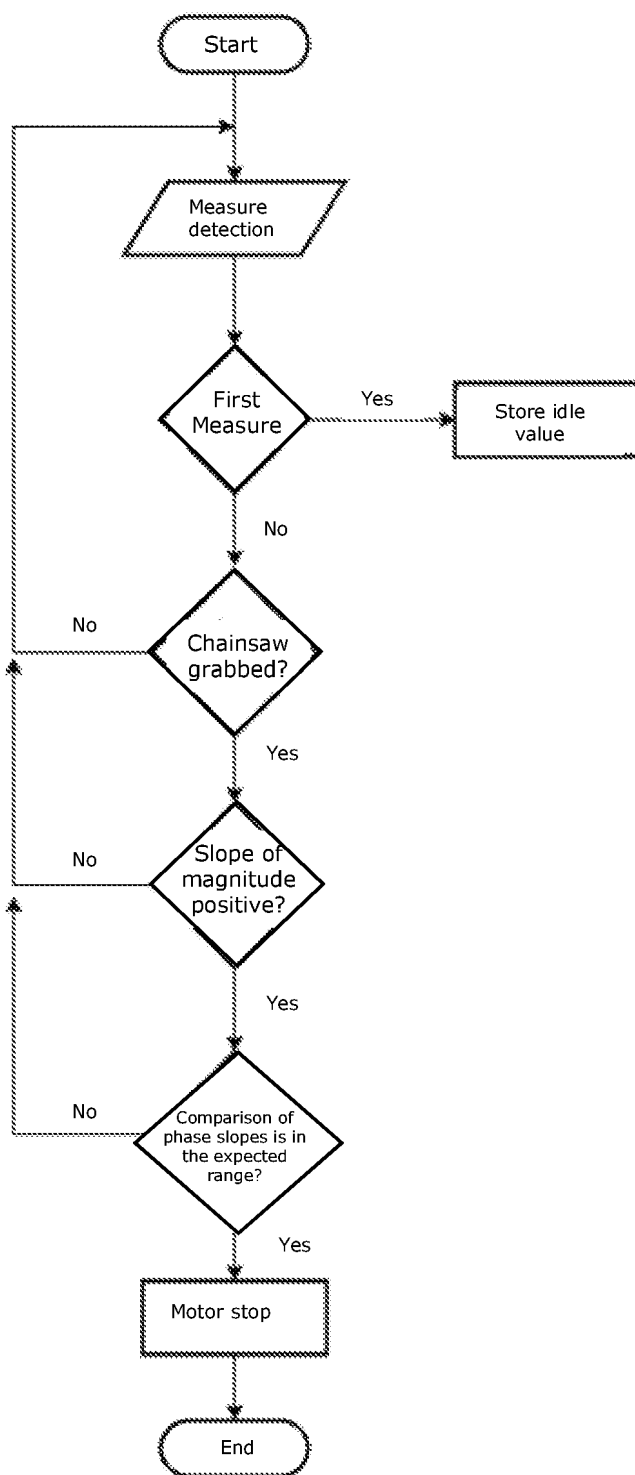 Start
Measure
detection
First
Measure
Yes
Store idle
value
No
No
Chainsaw
grabbed?
Yes
No
Slope of
magnitude
positive?
Yes
No
Comparison of
phase slopes is in
the expected
range?
Yes
Motor stop
End